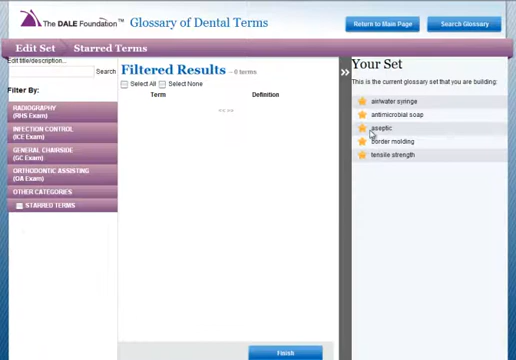 The DALE Foundation™ Glossary of Dental Terms
Return to Main Page
Search Glossary
Edit Set
Starred Terms
Edit title/description...
Search
Filter By:
RADIOGRAPHY
(RHS Exam)
INFECTION CONTROL
(ICE Exam)
GENERAL CHAIRSIDE
(GC Exam)
ORTHODONTIC ASSISTING
(OA Exam)
OTHER CATEGORIES
STARRED TERMS
Filtered Results – 0 terms
Select All
Select None
Term
Definition
<< >>
Finish
»
Your Set
This is the current glossary set that you are building:
air/water syringe
antimicrobial soap
aseptic
border molding
tensile strength